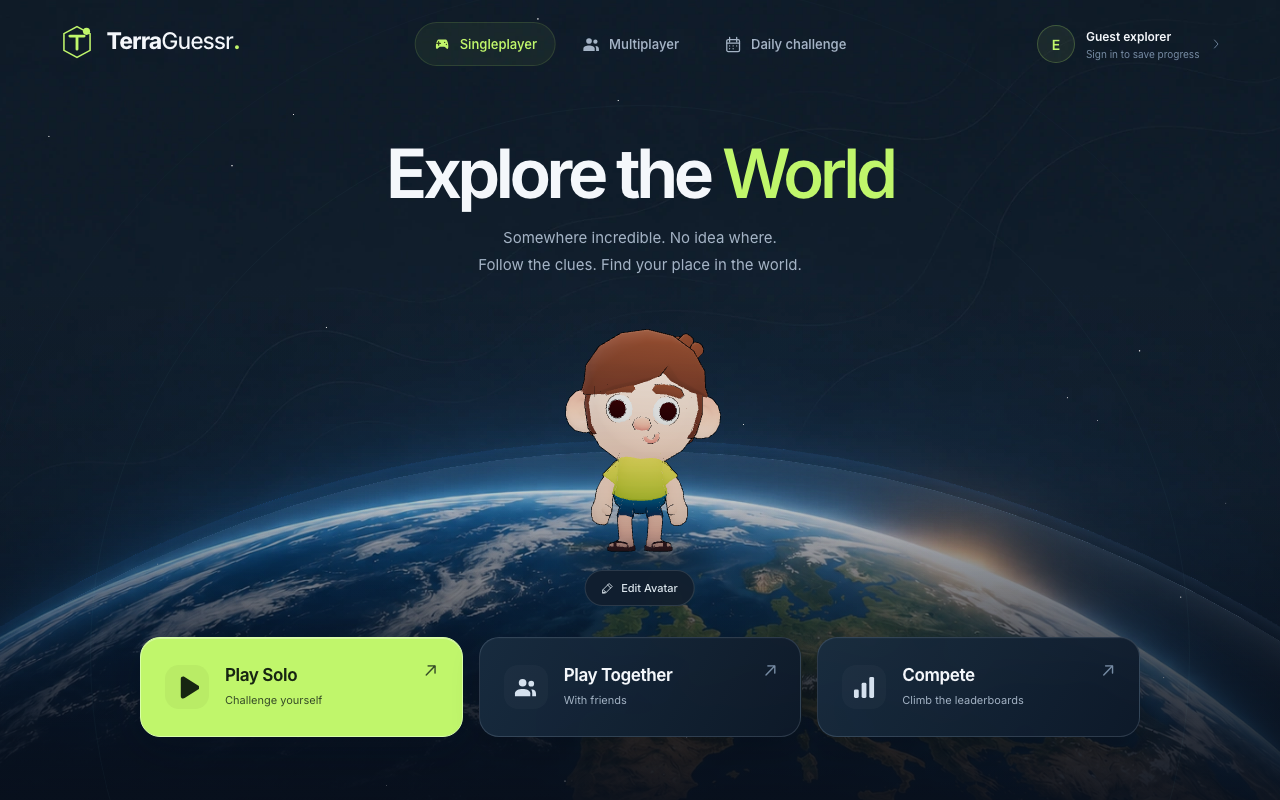 TerraGuessr.
Singleplayer
Multiplayer
Daily challenge
E
Guest explorer
Sign in to save progress
Explore the World
Somewhere incredible. No idea where.
Follow the clues. Find your place in the world.
Edit Avatar
Play Solo
Challenge yourself
Play Together
With friends
Compete
Climb the leaderboards